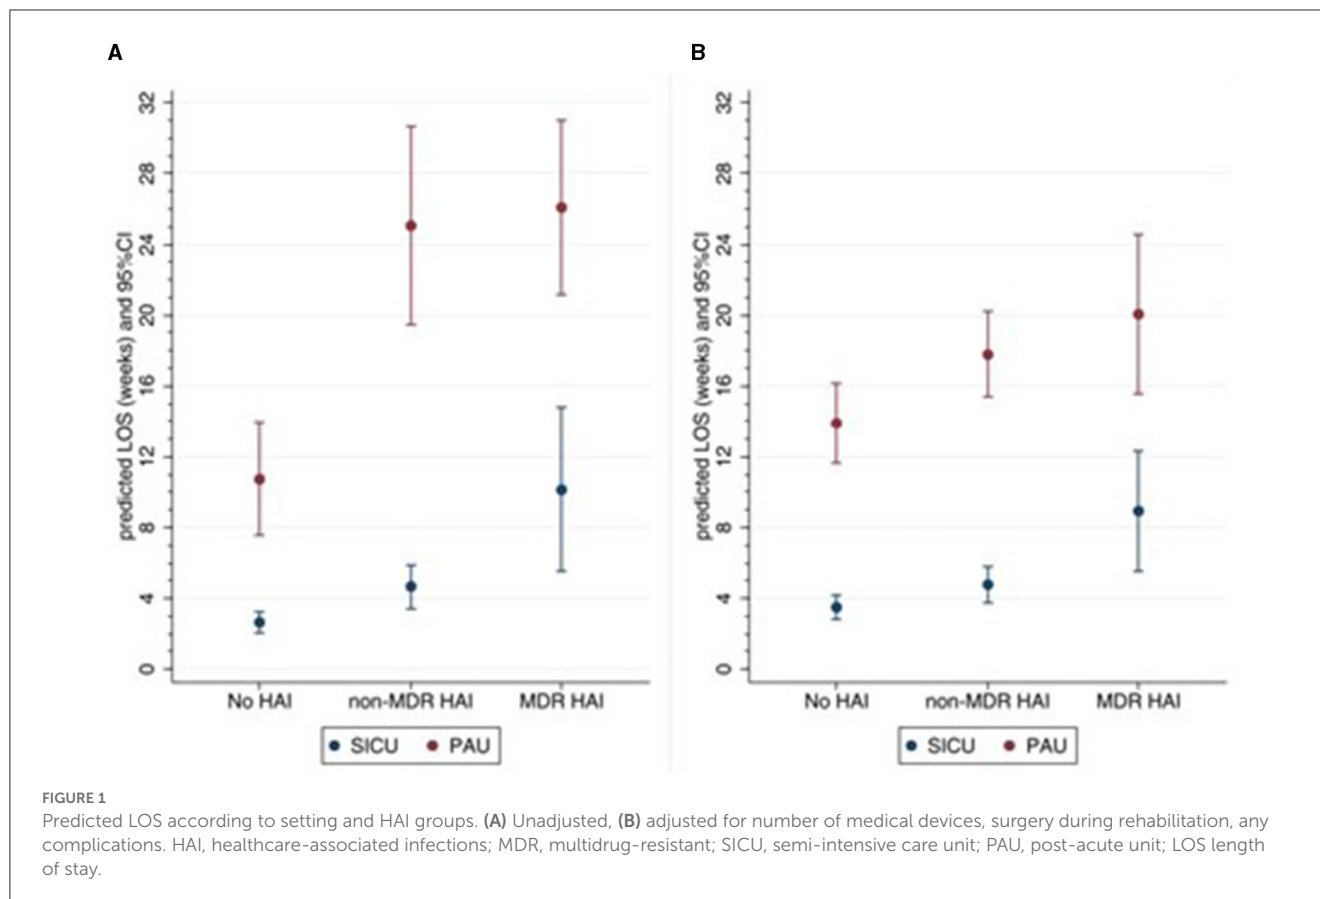 A
B
predicted LOS (weeks) and 95%CI
32
28
24
20
16
12
8
4
0
No HAI
non-MDR HAI
MDR HAI
SICU
PAU
predicted LOS (weeks) and 95%CI
32
28
24
20
16
12
8
4
0
No HAI
non-MDR HAI
MDR HAI
SICU
PAU
FIGURE 1
Predicted LOS according to setting and HAI groups. (A) Unadjusted, (B) adjusted for number of medical devices, surgery during rehabilitation, any
complications. HAI, healthcare-associated infections; MDR, multidrug-resistant; SICU, semi-intensive care unit; PAU, post-acute unit; LOS length
of stay.